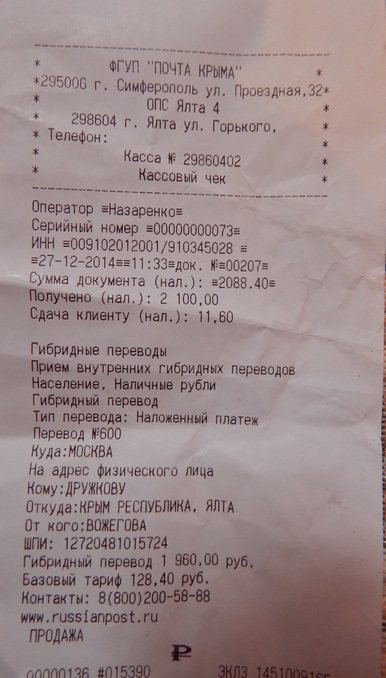 * ФГУП "ПОЧТА КРЫМА" *
*295006 г. Симферополь ул. Проездная,32*
* ОПС Ялта 4 *
* 298604 г. Ялта ул. Горького, *
* Телефон: *
* Касса № 29860402 *
* Кассовый чек *
Оператор ≡Назаренко≡
Серийный номер ≡00000000073≡
ИНН ≡009102012001/910345028 ≡
≡27-12-2014≡≡11:33≡док. №≡00207≡
Сумма документа (нал.): ≡2088.40≡
Получено (нал.): 2 100,00
Сдача клиенту (нал.): 11,60
Гибридные переводы
Прием внутренних гибридных переводов
Население, Наличные рубли
Гибридный перевод
Тип перевода: Наложенный платеж
Перевод №600
Куда:МОСКВА
На адрес физического лица
Кому:ДРУЖКОВУ
Откуда:КРЫМ РЕСПУБЛИКА, ЯЛТА
От кого:ВОЖЕГОВА
ШПИ: 12720481015724
Гибридный перевод 1 960,00 руб.
Базовый тариф 128,40 руб.
Контакты: 8(800)200-58-88
www.russianpost.ru
ПРОДАЖА
₽
00000136 #015390 ЭКЛЗ